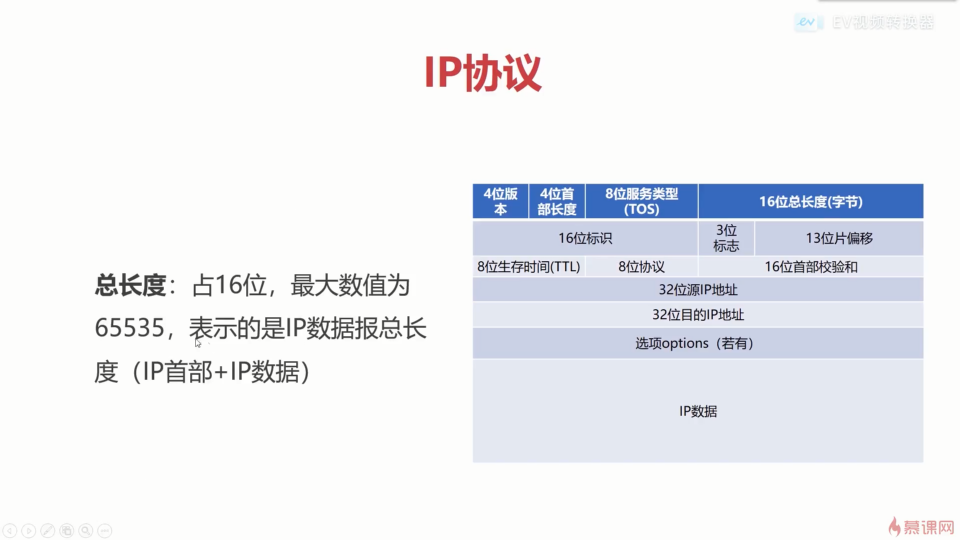 EV视频转换器
IP协议
4位版
本
4位首
部长度
8位服务类型
(TOS)
16位总长度(字节)
16位标识
3位
标志
13位片偏移
8位生存时间(TTL)
8位协议
16位首部校验和
32位源IP地址
32位目的IP地址
选项options（若有）
IP数据
总长度：占16位，最大数值为
65535，表示的是IP数据报总长
度（IP首部+IP数据）
慕课网